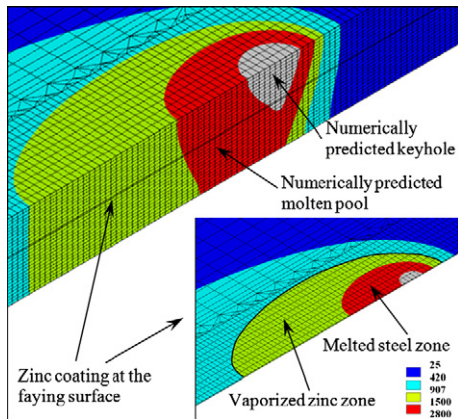 Numerically
predicted keyhole
Numerically predicted
molten pool
Zinc coating at the
faying surface
Melted steel zone
Vaporized zinc zone
25
420
907
1500
2800